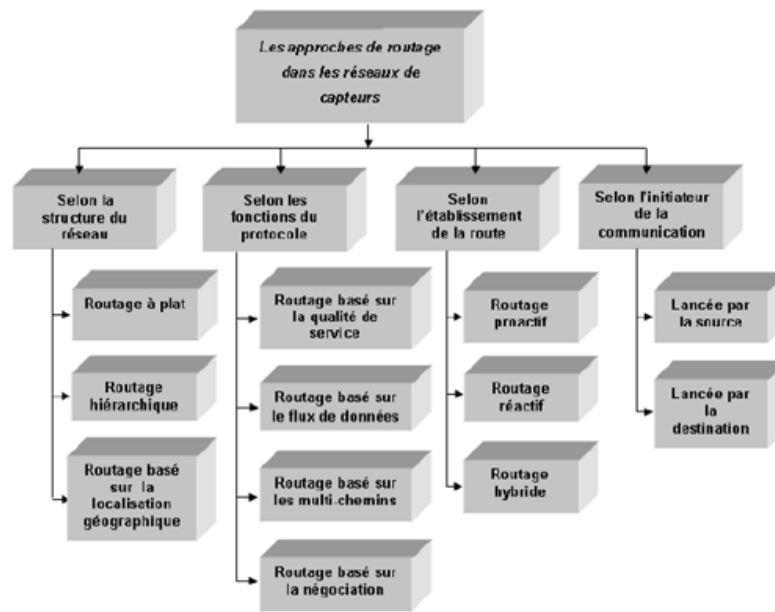 Les approches de routage
dans les réseaux de
capteurs
Selon la
structure du
réseau
Selon les
fonctions du
protocole
Selon
l'établissement
de la route
Selon l'initiateur
de la
communication
Routage à plat
Routage
hiérarchique
Routage basé
sur la
localisation
géographique
Routage basé sur
la qualité de
service
Routage basé sur
le flux de données
Routage basé sur
les multi-chemins
Routage basé sur
la négociation
Routage
proactif
Routage
réactif
Routage
hybride
Lancée par
la source
Lancée par
la
destination